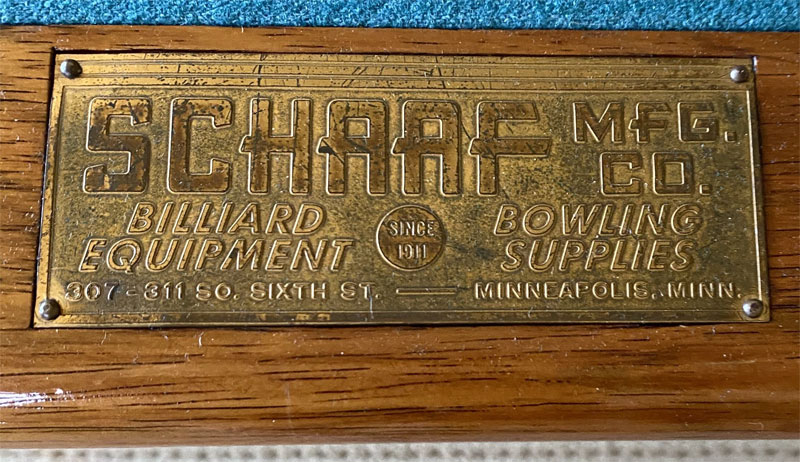 SCHAAF MFG. CO.
BILLIARD EQUIPMENT
SINCE 1911
BOWLING SUPPLIES
307-311 SO. SIXTH ST. — MINNEAPOLIS, MINN.